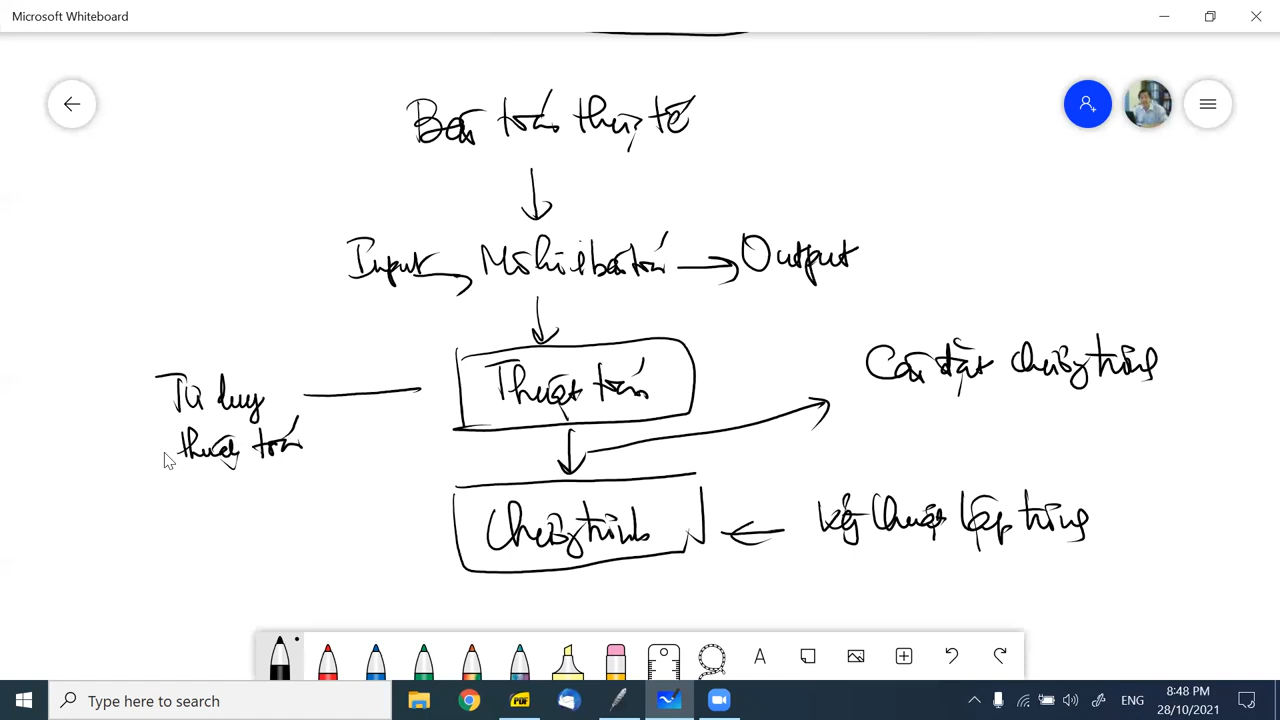 Microsoft Whiteboard
Bài toán thực tế
Input
Mô hình bài toán
Output
Thuật toán
Cài đặt chương trình
Tư duy
thuật toán
Chương trình
Kỹ thuật lập trình
Type here to search
ENG
8:48 PM
28/10/2021